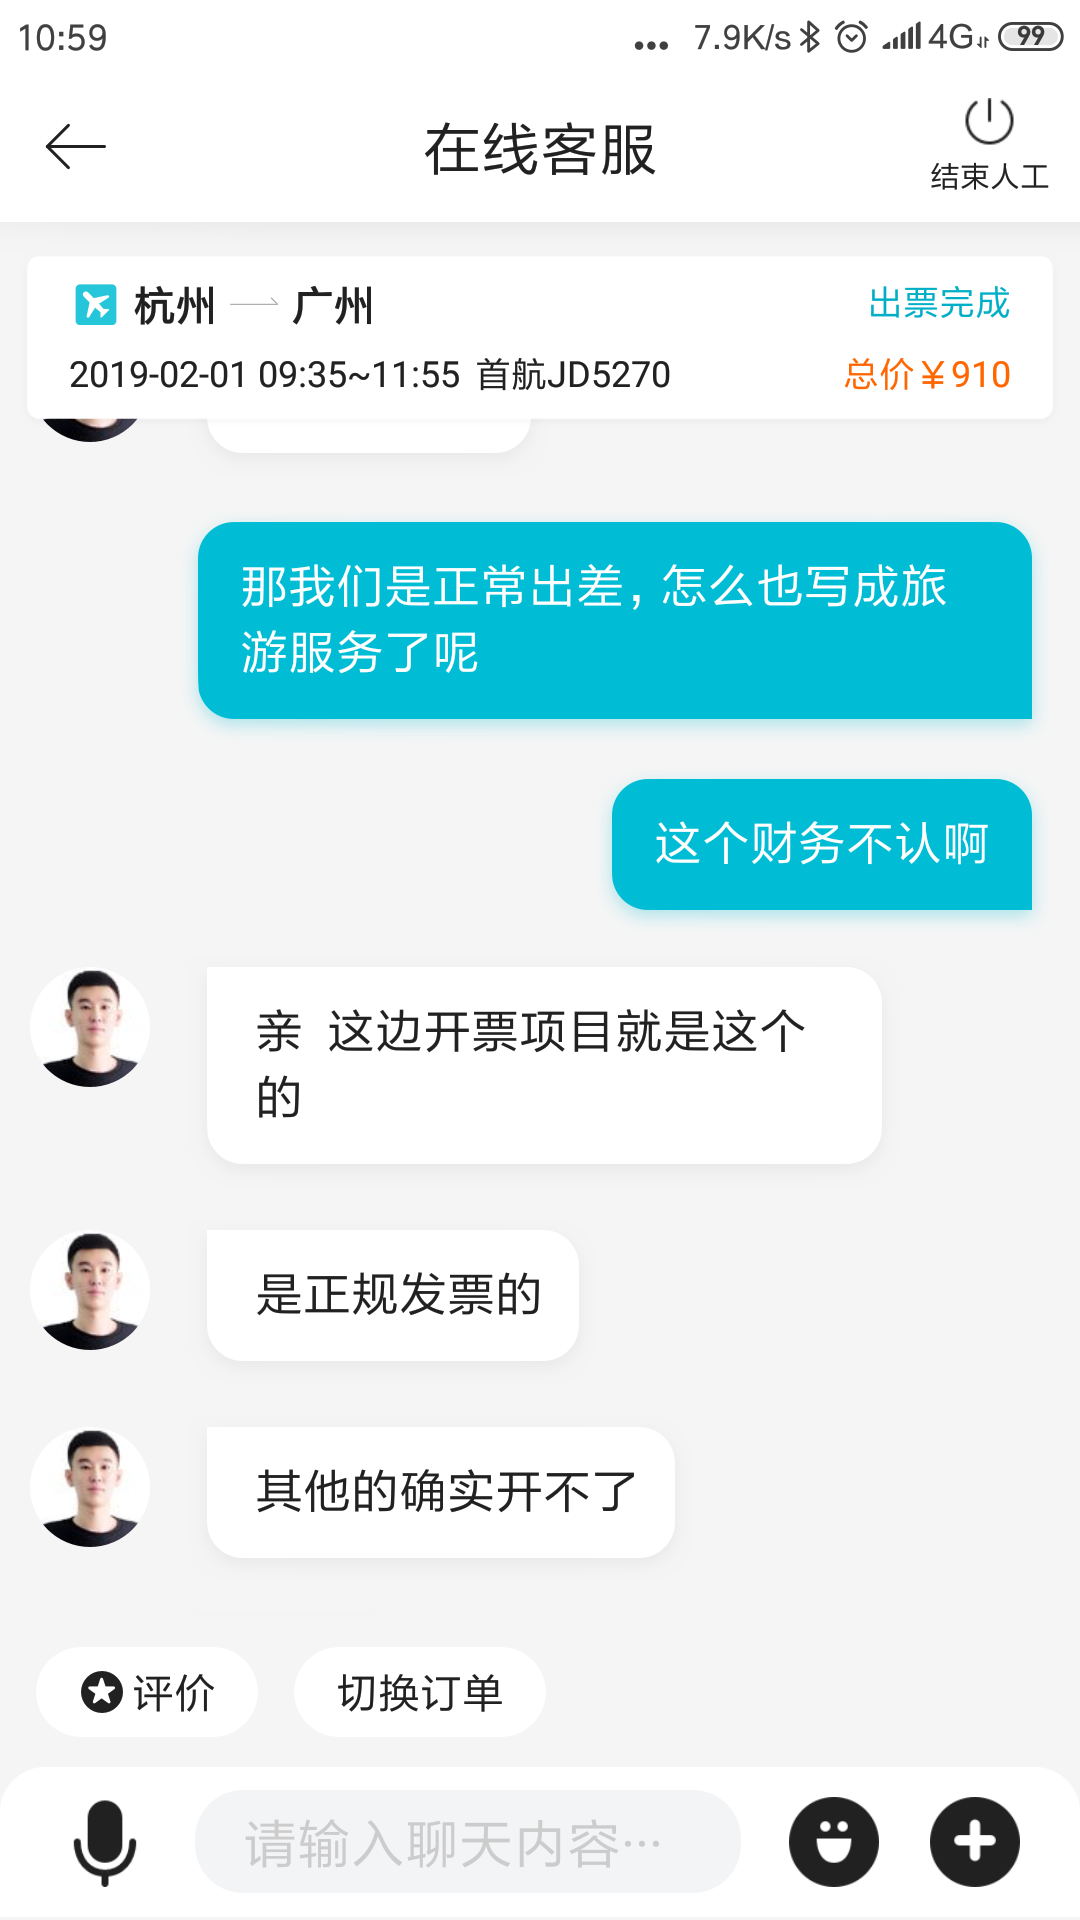 10:59
... 7.9K/s 4G 99
在线客服
结束人工
杭州 广州
出票完成
2019-02-01 09:35~11:55 首航JD5270
总价￥910
那我们是正常出差，怎么也写成旅
游服务了呢
这个财务不认啊
亲 这边开票项目就是这个
的
是正规发票的
其他的确实开不了
评价
切换订单
请输入聊天内容…